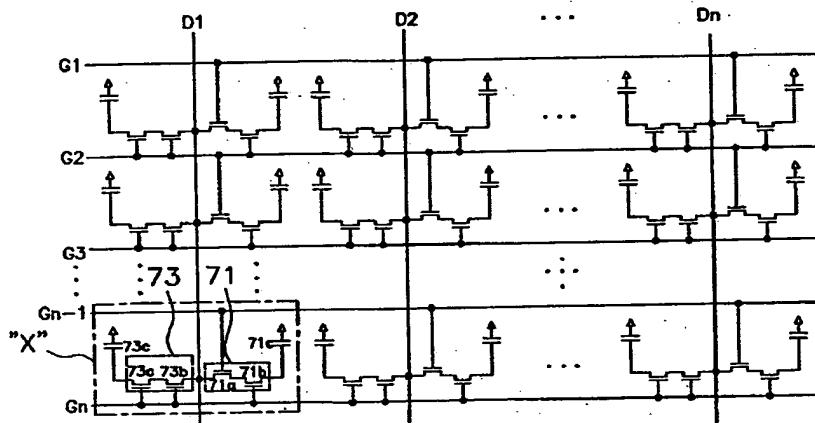 D1 D2 ... Dn
G1
...
G2
...
G3
73 71
Gn-1
"X"
73c 71c
73a 73b 71a 71b
...
Gn